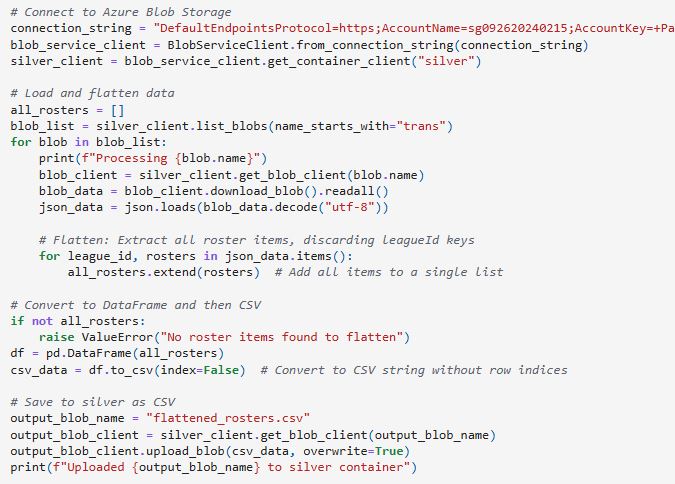 # Connect to Azure Blob Storage
connection_string = "DefaultEndpointsProtocol=https;AccountName=sg092620240215;AccountKey=+Pa
blob_service_client = BlobServiceClient.from_connection_string(connection_string)
silver_client = blob_service_client.get_container_client("silver")

# Load and flatten data
all_rosters = []
blob_list = silver_client.list_blobs(name_starts_with="trans")
for blob in blob_list:
    print(f"Processing {blob.name}")
    blob_client = silver_client.get_blob_client(blob.name)
    blob_data = blob_client.download_blob().readall()
    json_data = json.loads(blob_data.decode("utf-8"))

    # Flatten: Extract all roster items, discarding leagueId keys
    for league_id, rosters in json_data.items():
        all_rosters.extend(rosters)  # Add all items to a single list

# Convert to DataFrame and then CSV
if not all_rosters:
    raise ValueError("No roster items found to flatten")
df = pd.DataFrame(all_rosters)
csv_data = df.to_csv(index=False)  # Convert to CSV string without row indices

# Save to silver as CSV
output_blob_name = "flattened_rosters.csv"
output_blob_client = silver_client.get_blob_client(output_blob_name)
output_blob_client.upload_blob(csv_data, overwrite=True)
print(f"Uploaded {output_blob_name} to silver container")